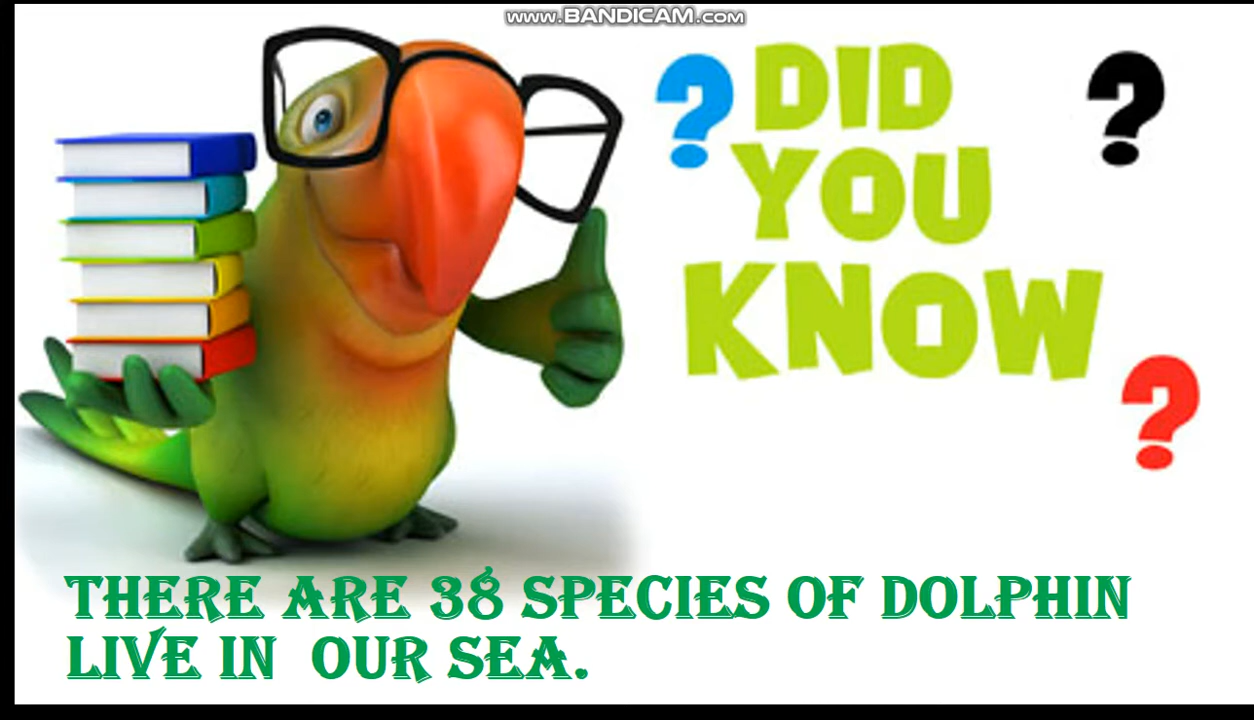 www.BANDICAM.com
? DID ?
YOU
KNOW
?
THERE ARE 38 SPECIES OF DOLPHIN
LIVE IN OUR SEA.